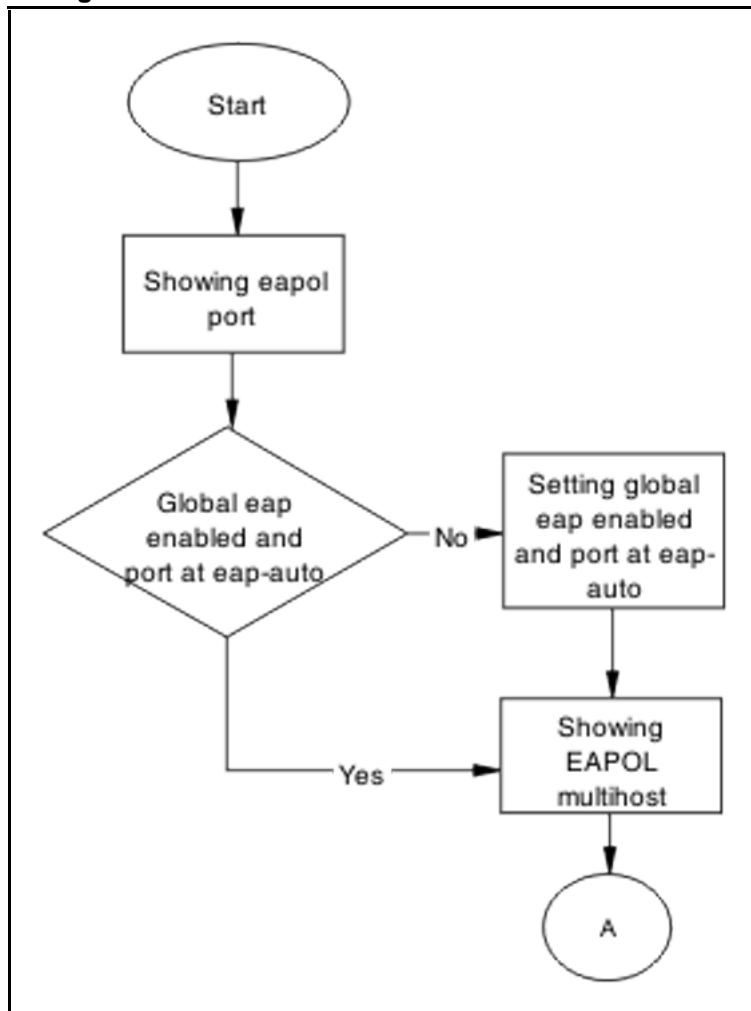 Start
Showing eapol
port
Global eap
enabled and
port at eap-auto
No
Setting global
eap enabled
and port at eap-
auto
Showing
EAPOL
multihost
Yes
A